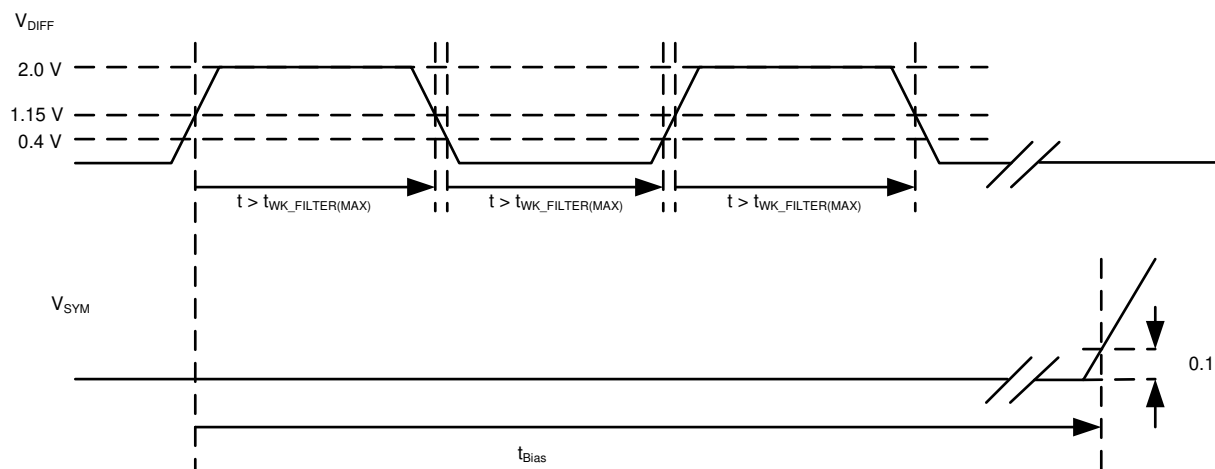 V_DIFF
2.0 V
1.15 V
0.4 V
t > t_WK_FILTER(MAX)
t > t_WK_FILTER(MAX)
t > t_WK_FILTER(MAX)
V_SYM
0.1
t_Bias